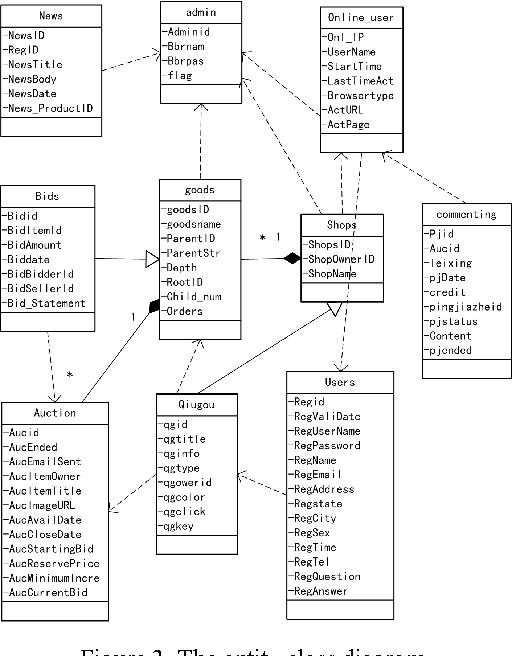 News
-NewsID
-RegID
-NewsTitle
-NewsBody
-NewsDate
-News_ProductID
admin
-Adminid
-Bbrnam
-Bbrpas
-flag
Online_user
-Onl_IP
-UserName
-StartTime
-LastTimeAct
-Browsertype
-ActURL
-ActPage
Bids
-Bidid
-BidItemId
-BidAmount
-Biddate
-BidBidderId
-BidSellerId
-Bid_Statement
goods
-goodsID
-goodsname
-ParentID
-ParentStr
-Depth
-RootID
-Child_num
-Orders
* 1
Shops
-ShopsID
-ShopOwnerID
-ShopName
commenting
-Pjid
-Aucid
-leixing
-pjDate
-credit
-pingjiazheid
-pjstatus
-Content
-pjended
1
*
Auction
-Aucid
-AucEnded
-AucEmailSent
-AucItemOwner
-AucItemTitle
-AucImageURL
-AucAvailDate
-AucCloseDate
-AucStartingBid
-AucReservePrice
-AucMinimumIncre
-AucCurrentBid
Qiugou
-qgid
-qgtitle
-qginfo
-qgtype
-qgowerid
-qgcolor
-qgclick
-qgkey
Users
-Regid
-RegValiDate
-RegUserName
-RegPassword
-RegName
-RegEmail
-RegAddress
-Regstate
-RegCity
-RegSex
-RegTime
-RegTel
-RegQuestion
-RegAnswer
Figure 2. The entity class diagram